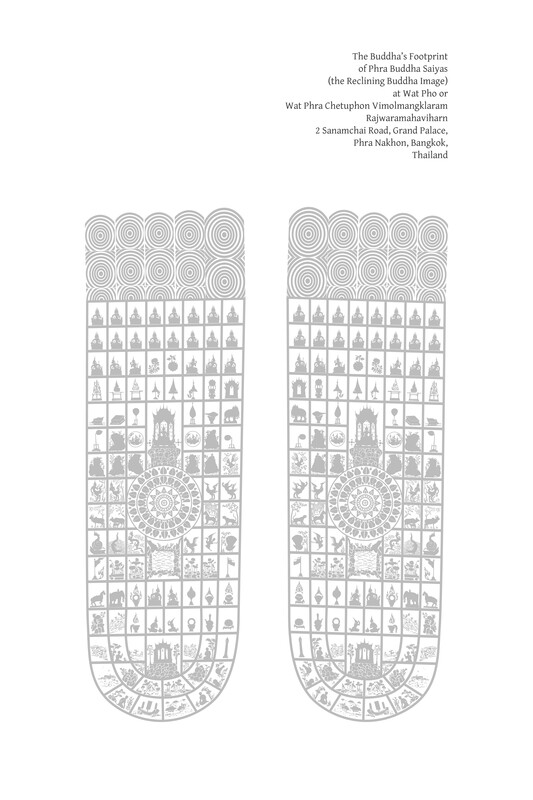 The Buddha's Footprint
of Phra Buddha Saiyas
(the Reclining Buddha Image)
at Wat Pho or
Wat Phra Chetuphon Vimolmangklaram
Rajwaramahaviharn
2 Sanamchai Road, Grand Palace,
Phra Nakhon, Bangkok,
Thailand